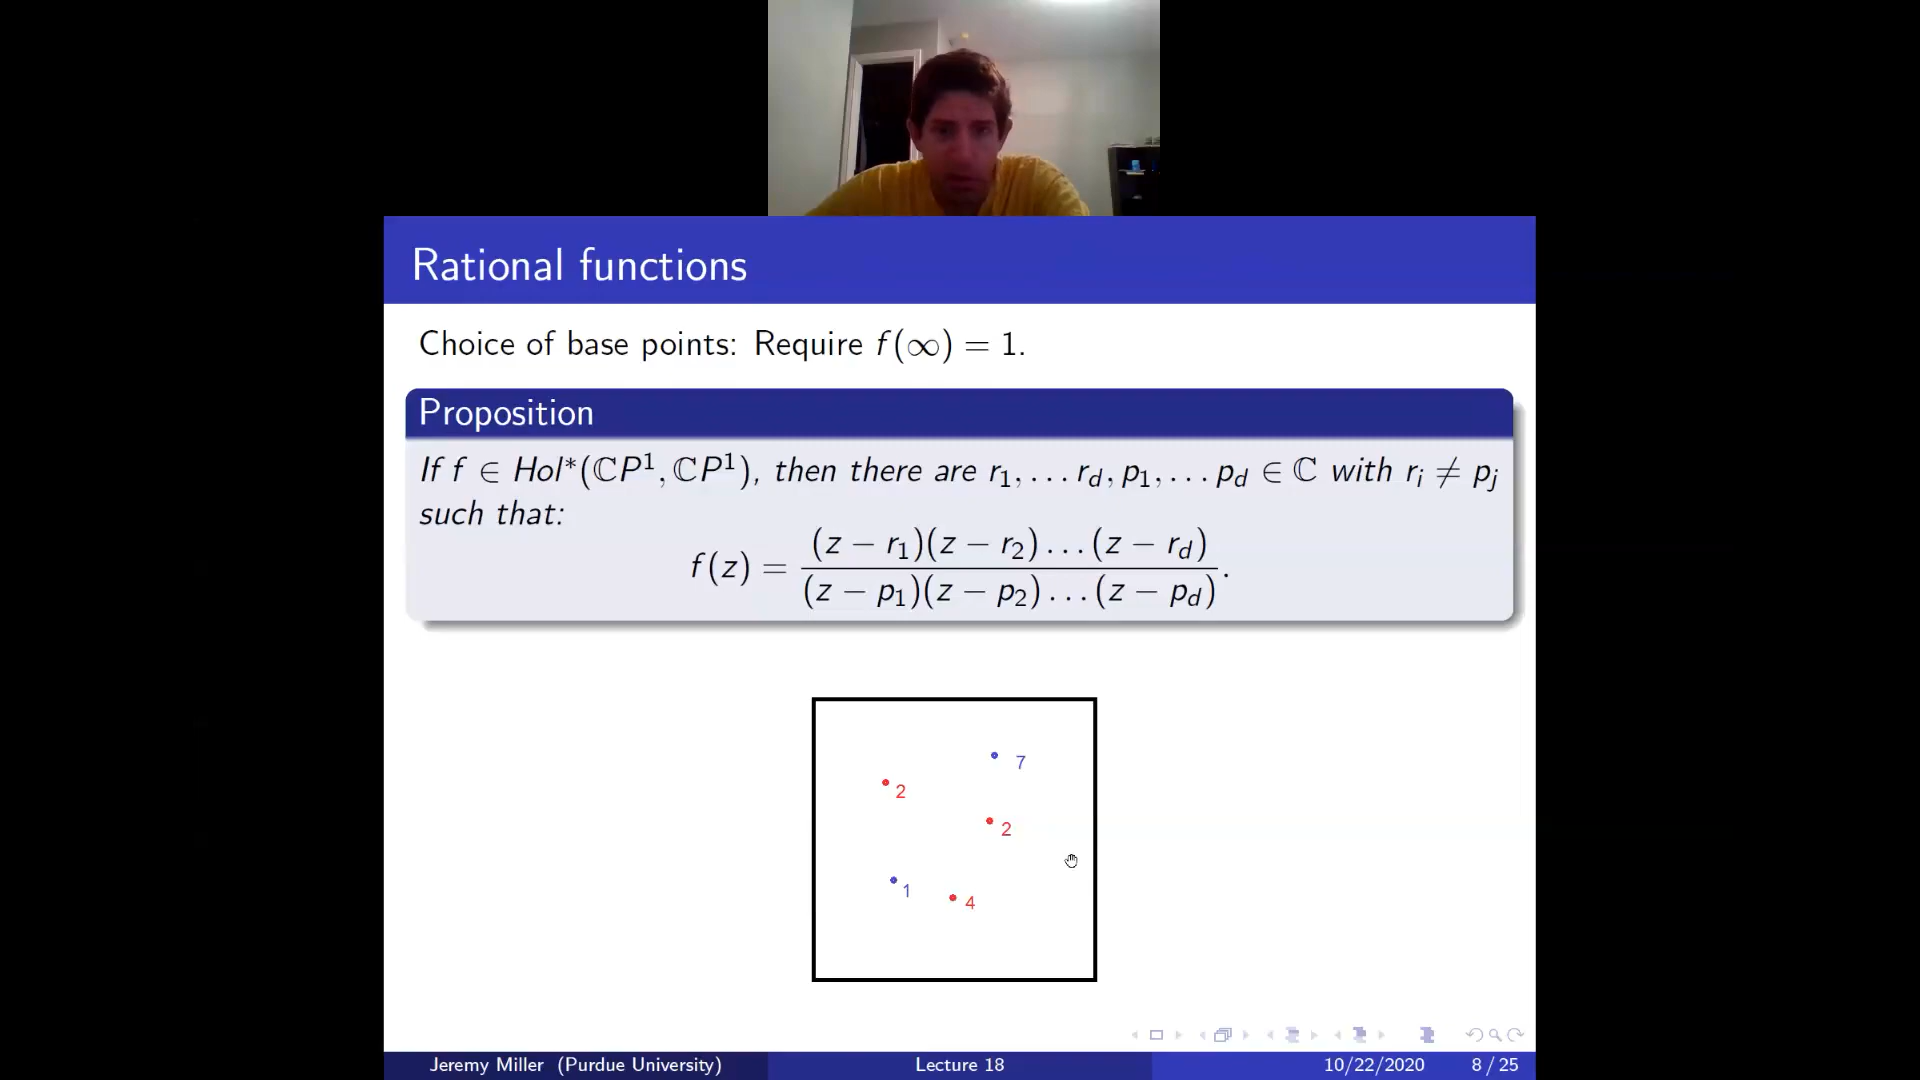 Rational functions
Choice of base points: Require f(∞) = 1.
Proposition
If f ∈ Hol*(ℂP¹, ℂP¹), then there are r₁, … r_d, p₁, … p_d ∈ ℂ with rᵢ ≠ pⱼ
such that:
f(z) = (z − r₁)(z − r₂) … (z − r_d) / (z − p₁)(z − p₂) … (z − p_d).
7
2
2
1
4
Jeremy Miller (Purdue University)
Lecture 18
10/22/2020
8 / 25